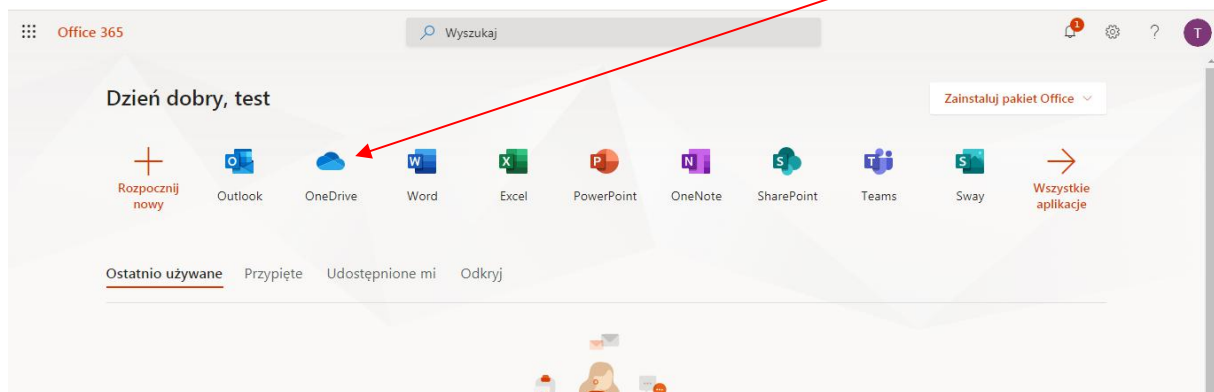 Office 365
Wyszukaj
1
?
T
Dzień dobry, test
Zainstaluj pakiet Office
Rozpocznij nowy
Outlook
OneDrive
Word
Excel
PowerPoint
OneNote
SharePoint
Teams
Sway
Wszystkie aplikacje
Ostatnio używane
Przypięte
Udostępnione mi
Odkryj